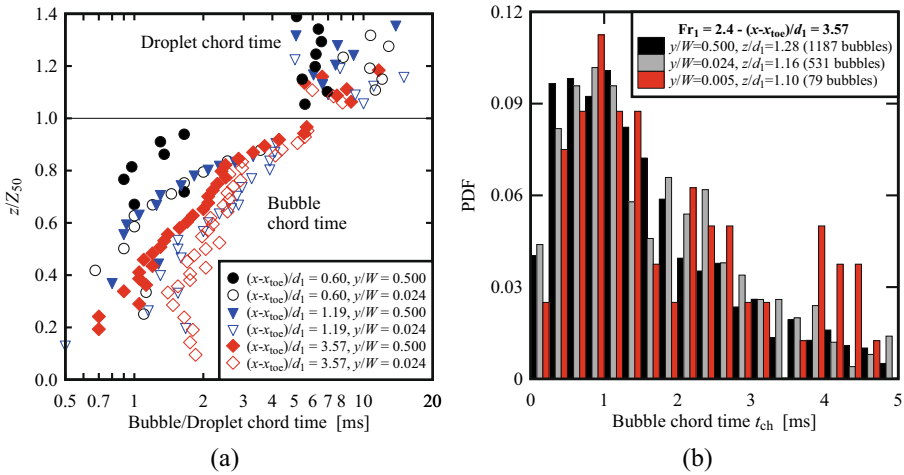 Droplet chord time
Bubble
chord time
z/Z50
1.4
1.2
1.0
0.8
0.6
0.4
0.2
0.0
(x-xtoe)/d1 = 0.60, y/W = 0.500
(x-xtoe)/d1 = 0.60, y/W = 0.024
(x-xtoe)/d1 = 1.19, y/W = 0.500
(x-xtoe)/d1 = 1.19, y/W = 0.024
(x-xtoe)/d1 = 3.57, y/W = 0.500
(x-xtoe)/d1 = 3.57, y/W = 0.024
0.5 0.7 1 2 3 4 5 6 7 10 20
Bubble/Droplet chord time [ms]
(a)
Fr1 = 2.4 - (x-xtoe)/d1 = 3.57
y/W=0.500, z/d1=1.28 (1187 bubbles)
y/W=0.024, z/d1=1.16 (531 bubbles)
y/W=0.005, z/d1=1.10 (79 bubbles)
PDF
0.12
0.09
0.06
0.03
0
0 1 2 3 4 5
Bubble chord time tch [ms]
(b)